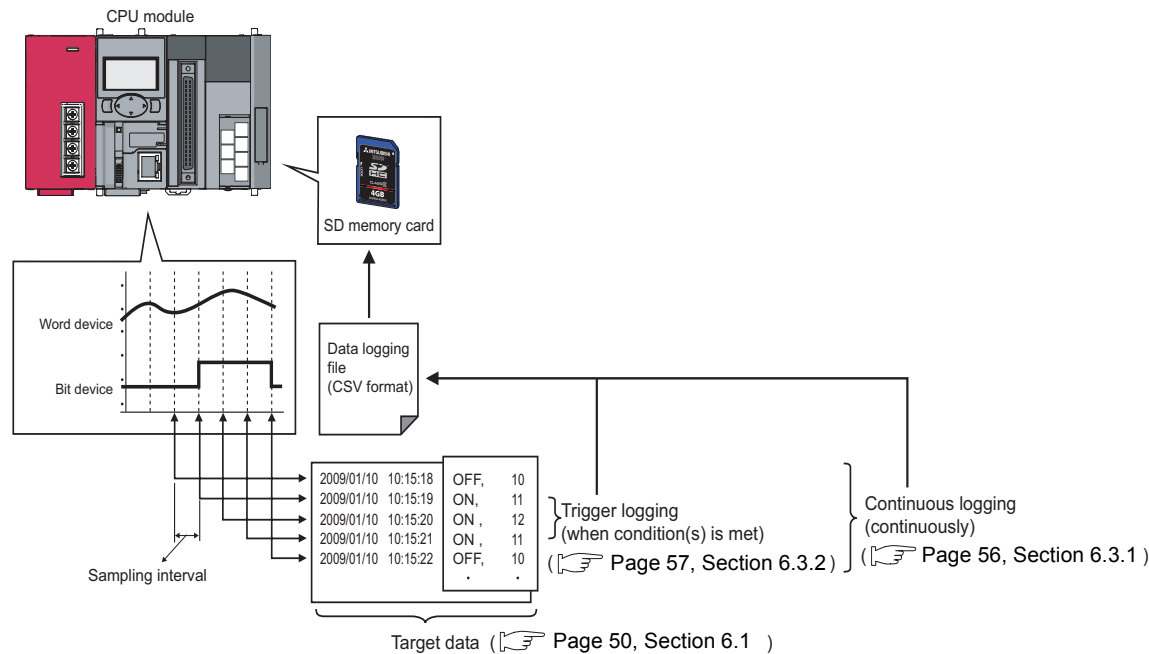 CPU module
MITSUBISHI
SD
HC
4GB
SD memory card
Word device
Bit device
Data logging
file
(CSV format)
2009/01/10 10:15:18 OFF, 10
2009/01/10 10:15:19 ON, 11
2009/01/10 10:15:20 ON , 12
2009/01/10 10:15:21 ON , 11
2009/01/10 10:15:22 OFF, 10
Sampling interval
Trigger logging
(when condition(s) is met)
( Page 57, Section 6.3.2 )
Continuous logging
(continuously)
( Page 56, Section 6.3.1 )
Target data ( Page 50, Section 6.1 )